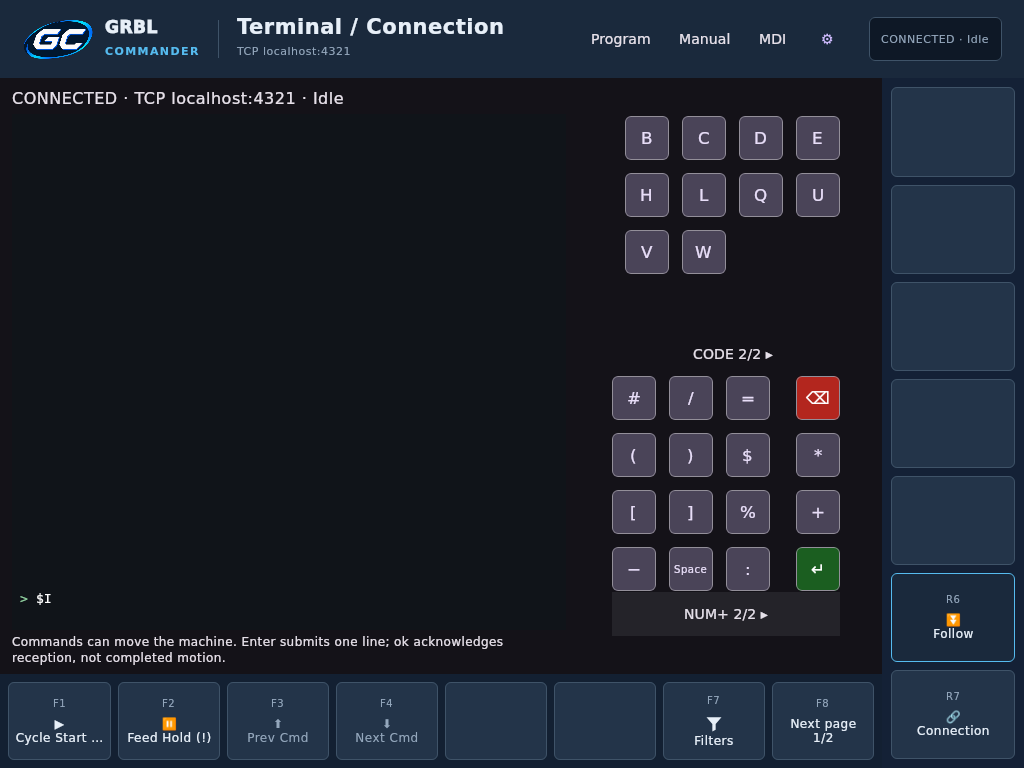 GC
GRBL
COMMANDER
Terminal / Connection
TCP localhost:4321
Program
Manual
MDI
⚙
CONNECTED · Idle
CONNECTED · TCP localhost:4321 · Idle
B C D E
H L Q U
V W
CODE 2/2 ▸
# / = ⌫
( ) $ *
[ ] % +
− Space : ↵
NUM+ 2/2 ▸
> $I
Commands can move the machine. Enter submits one line; ok acknowledges
reception, not completed motion.
R6
⏬
Follow
R7
🔗
Connection
F1
▶
Cycle Start ...
F2
⏸
Feed Hold (!)
F3
⬆
Prev Cmd
F4
⬇
Next Cmd
F7
Filters
F8
Next page
1/2